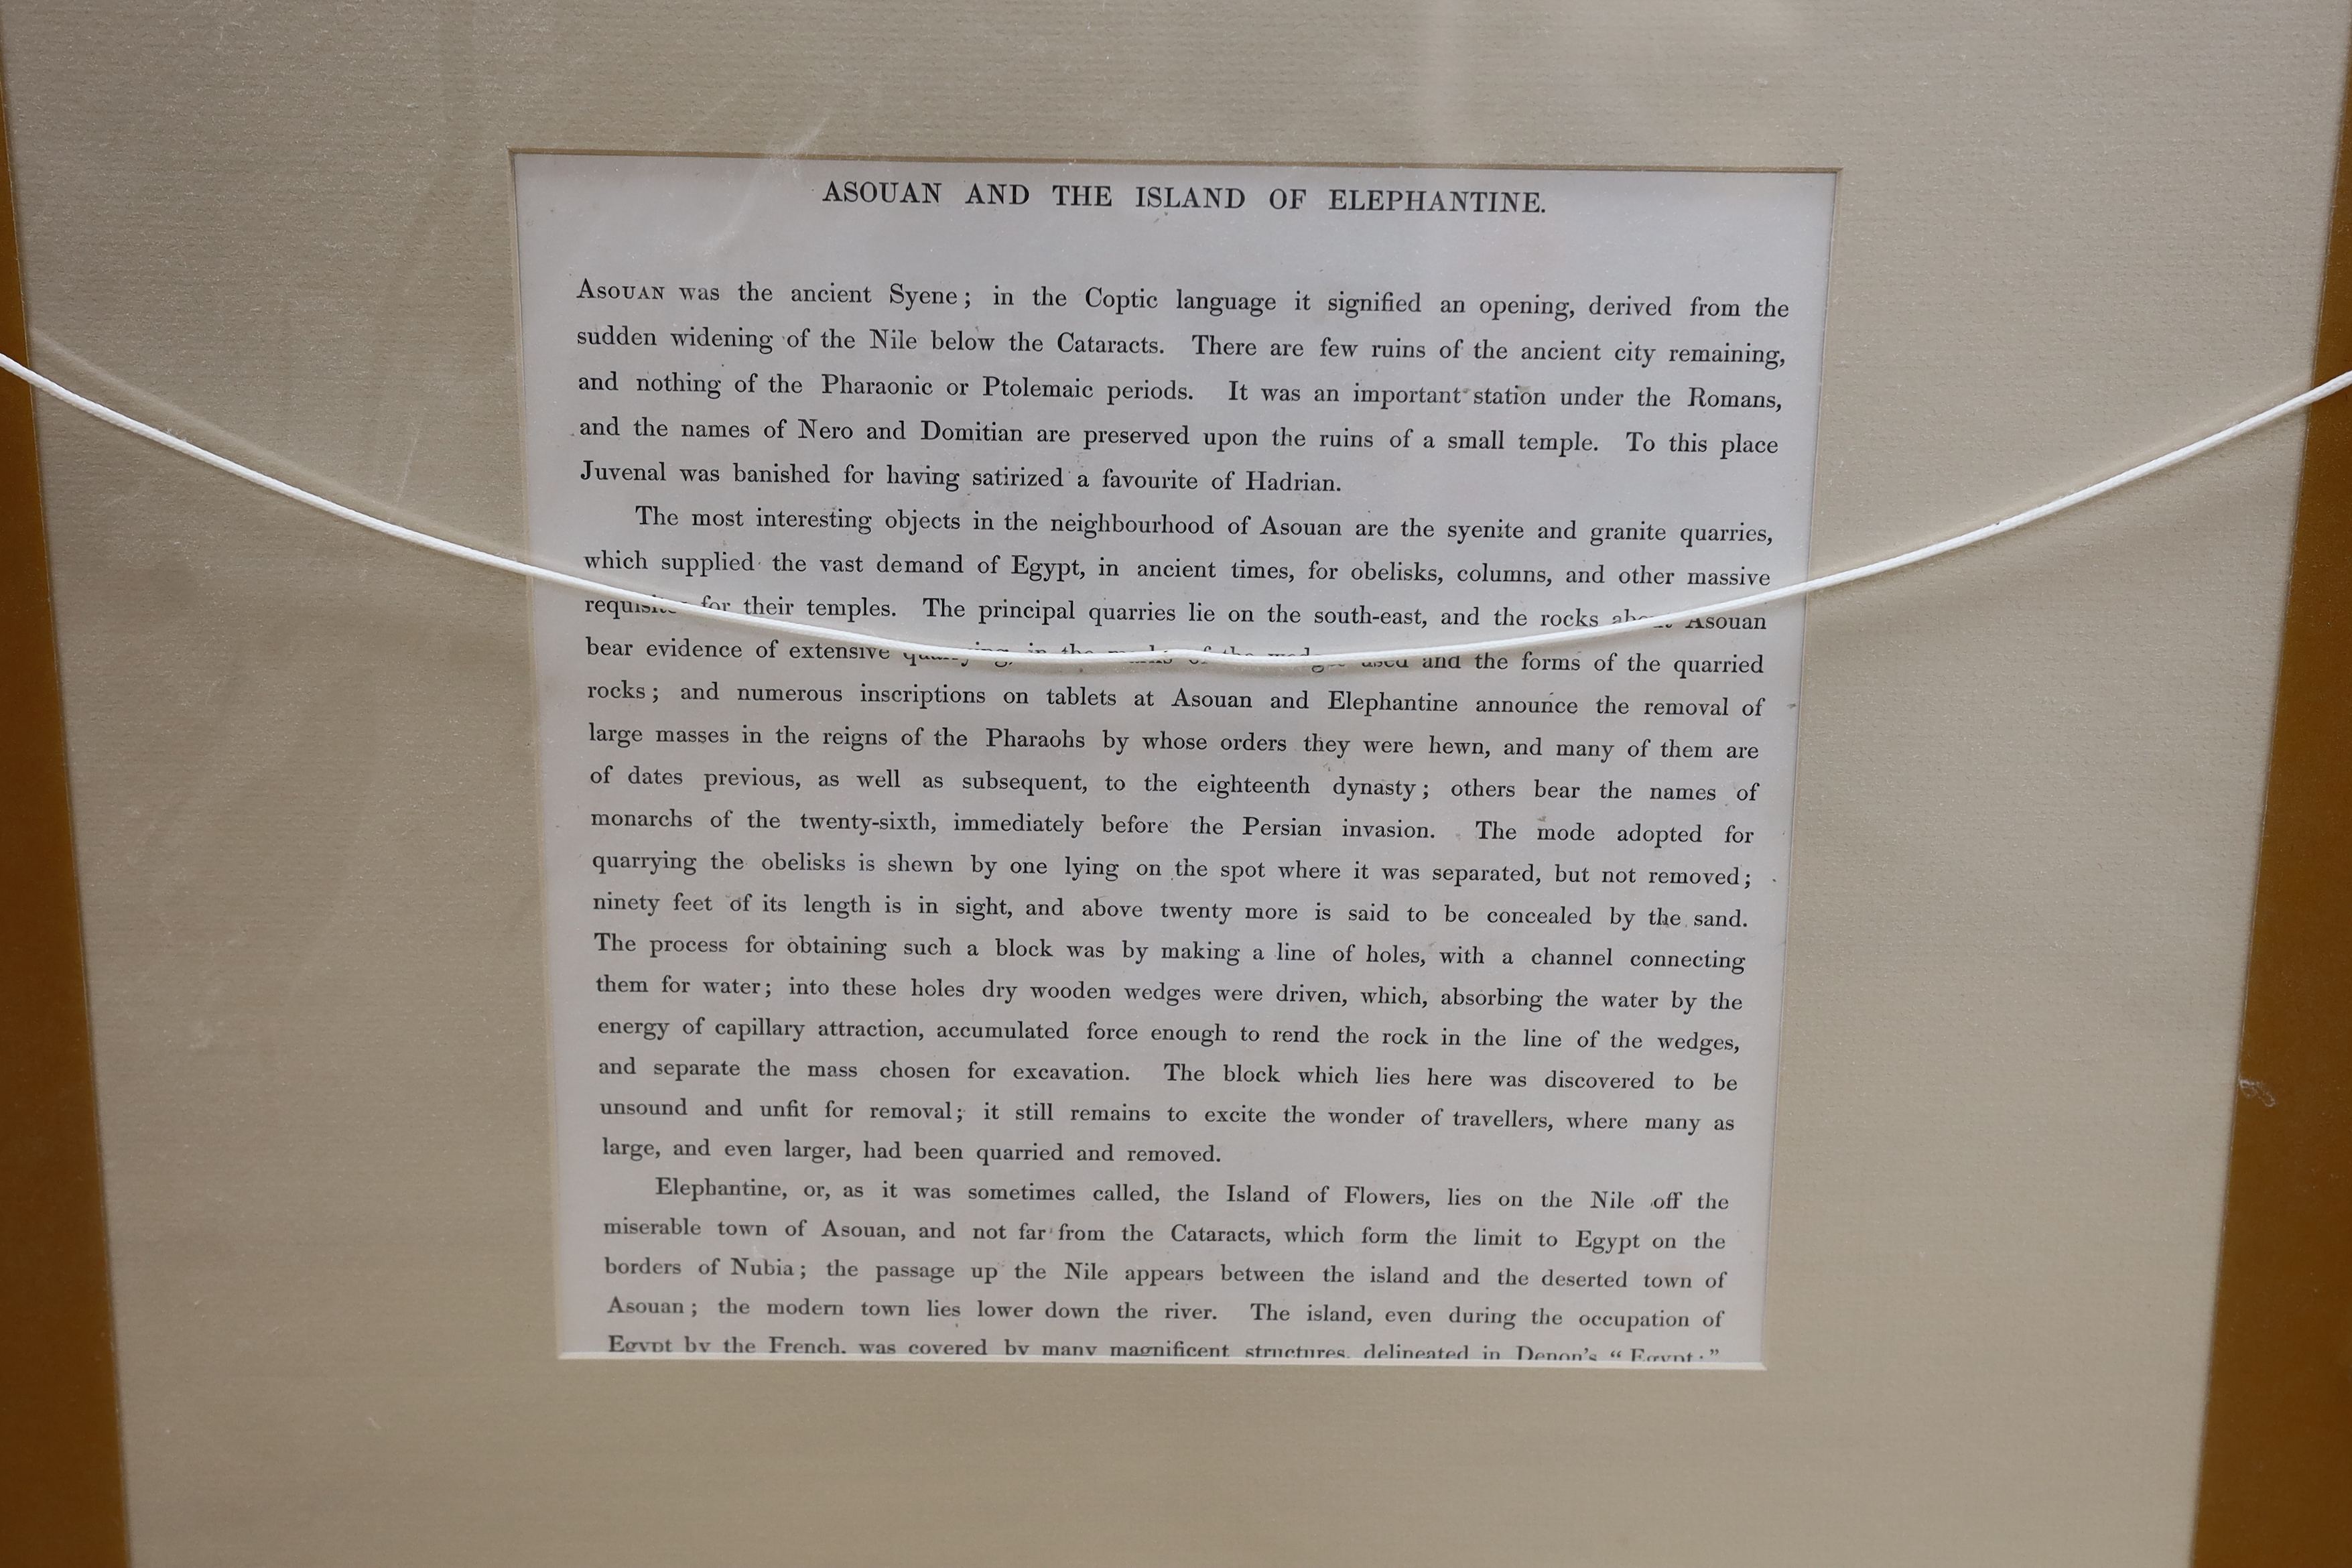 ASOUAN AND THE ISLAND OF ELEPHANTINE.
ASOUAN was the ancient Syene; in the Coptic language it signified an opening, derived from the
sudden widening of the Nile below the Cataracts. There are few ruins of the ancient city remaining,
and nothing of the Pharaonic or Ptolemaic periods. It was an important station under the Romans,
and the names of Nero and Domitian are preserved upon the ruins of a small temple. To this place
Juvenal was banished for having satirized a favourite of Hadrian.
The most interesting objects in the neighbourhood of Asouan are the syenite and granite quarries,
which supplied the vast demand of Egypt, in ancient times, for obelisks, columns, and other massive
for their temples. The principal quarries lie on the south-east, and the rocks Asouan
bear evidence of extensive in the of the used and the forms of the quarried
rocks; and numerous inscriptions on tablets at Asouan and Elephantine announce the removal of
large masses in the reigns of the Pharaohs by whose orders they were hewn, and many of them are
of dates previous, as well as subsequent, to the eighteenth dynasty; others bear the names of
monarchs of the twenty-sixth, immediately before the Persian invasion. The mode adopted for
quarrying the obelisks is shewn by one lying on the spot where it was separated, but not removed;
ninety feet of its length is in sight, and above twenty more is said to be concealed by the sand.
The process for obtaining such a block was by making a line of holes, with a channel connecting
them for water; into these holes dry wooden wedges were driven, which, absorbing the water by the
energy of capillary attraction, accumulated force enough to rend the rock in the line of the wedges,
and separate the mass chosen for excavation. The block which lies here was discovered to be
unsound and unfit for removal; it still remains to excite the wonder of travellers, where many as
large, and even larger, had been quarried and removed.
Elephantine, or, as it was sometimes called, the Island of Flowers, lies on the Nile off the
miserable town of Asouan, and not far from the Cataracts, which form the limit to Egypt on the
borders of Nubia; the passage up the Nile appears between the island and the deserted town of
Asouan; the modern town lies lower down the river. The island, even during the occupation of
Egypt by the French, was covered by many magnificent structures, delineated in Denon's "Egypt;"